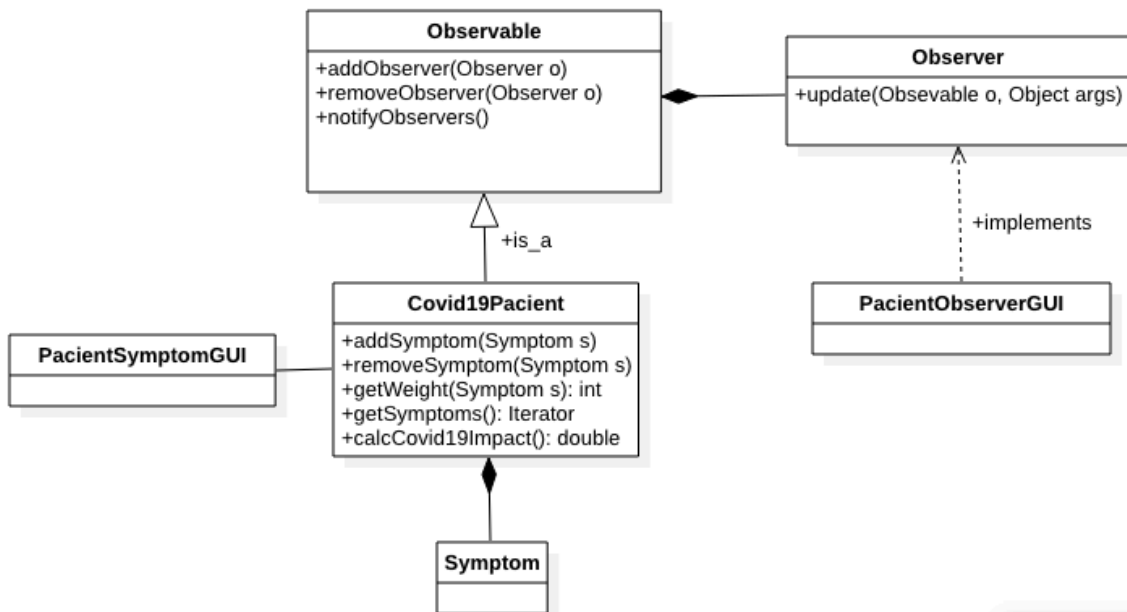 Observable
+addObserver(Observer o)
+removeObserver(Observer o)
+notifyObservers()
Observer
+update(Obsevable o, Object args)
+is_a
+implements
Covid19Pacient
+addSymptom(Symptom s)
+removeSymptom(Symptom s)
+getWeight(Symptom s): int
+getSymptoms(): Iterator
+calcCovid19Impact(): double
PacientObserverGUI
PacientSymptomGUI
Symptom